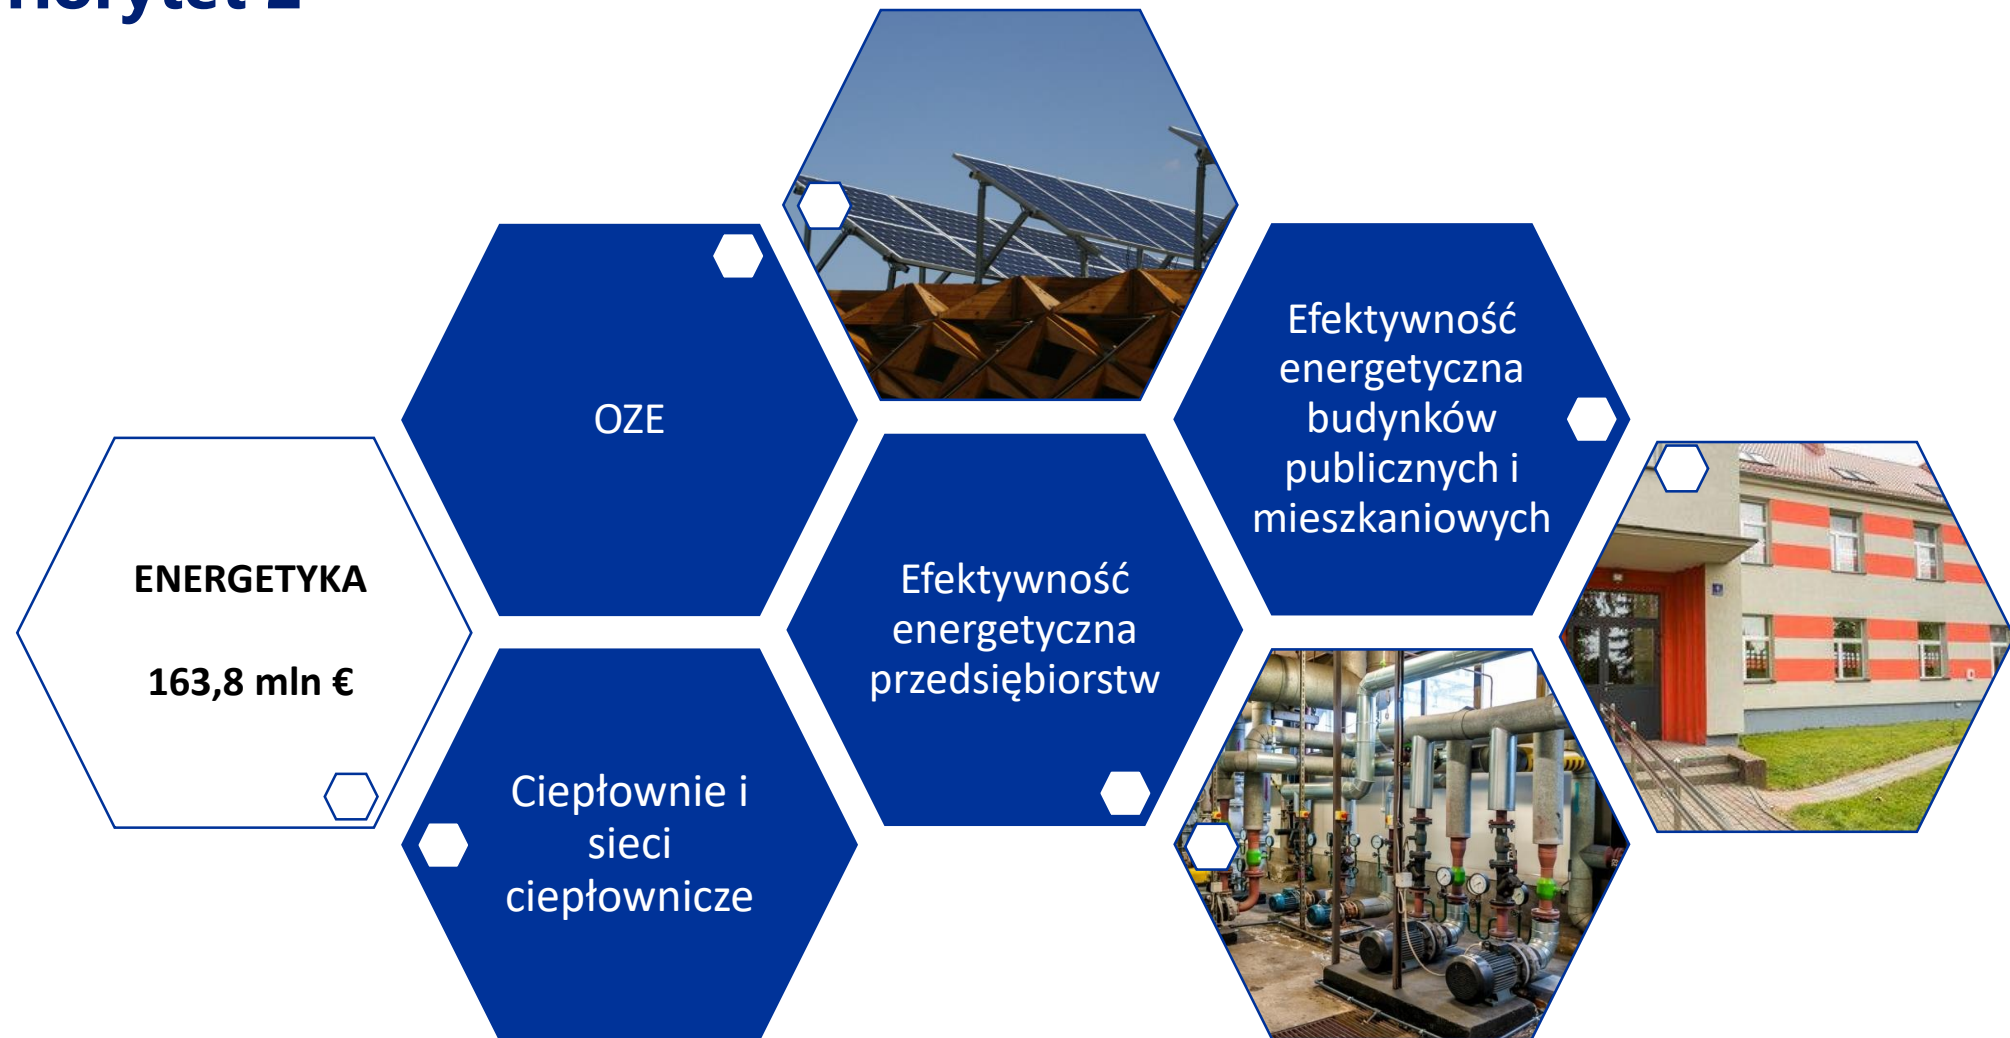 OZE
Efektywność
energetyczna
budynków
publicznych i
mieszkaniowych
ENERGETYKA
163,8 mln €
Efektywność
energetyczna
przedsiębiorstw
Ciepłownie i
sieci
ciepłownicze